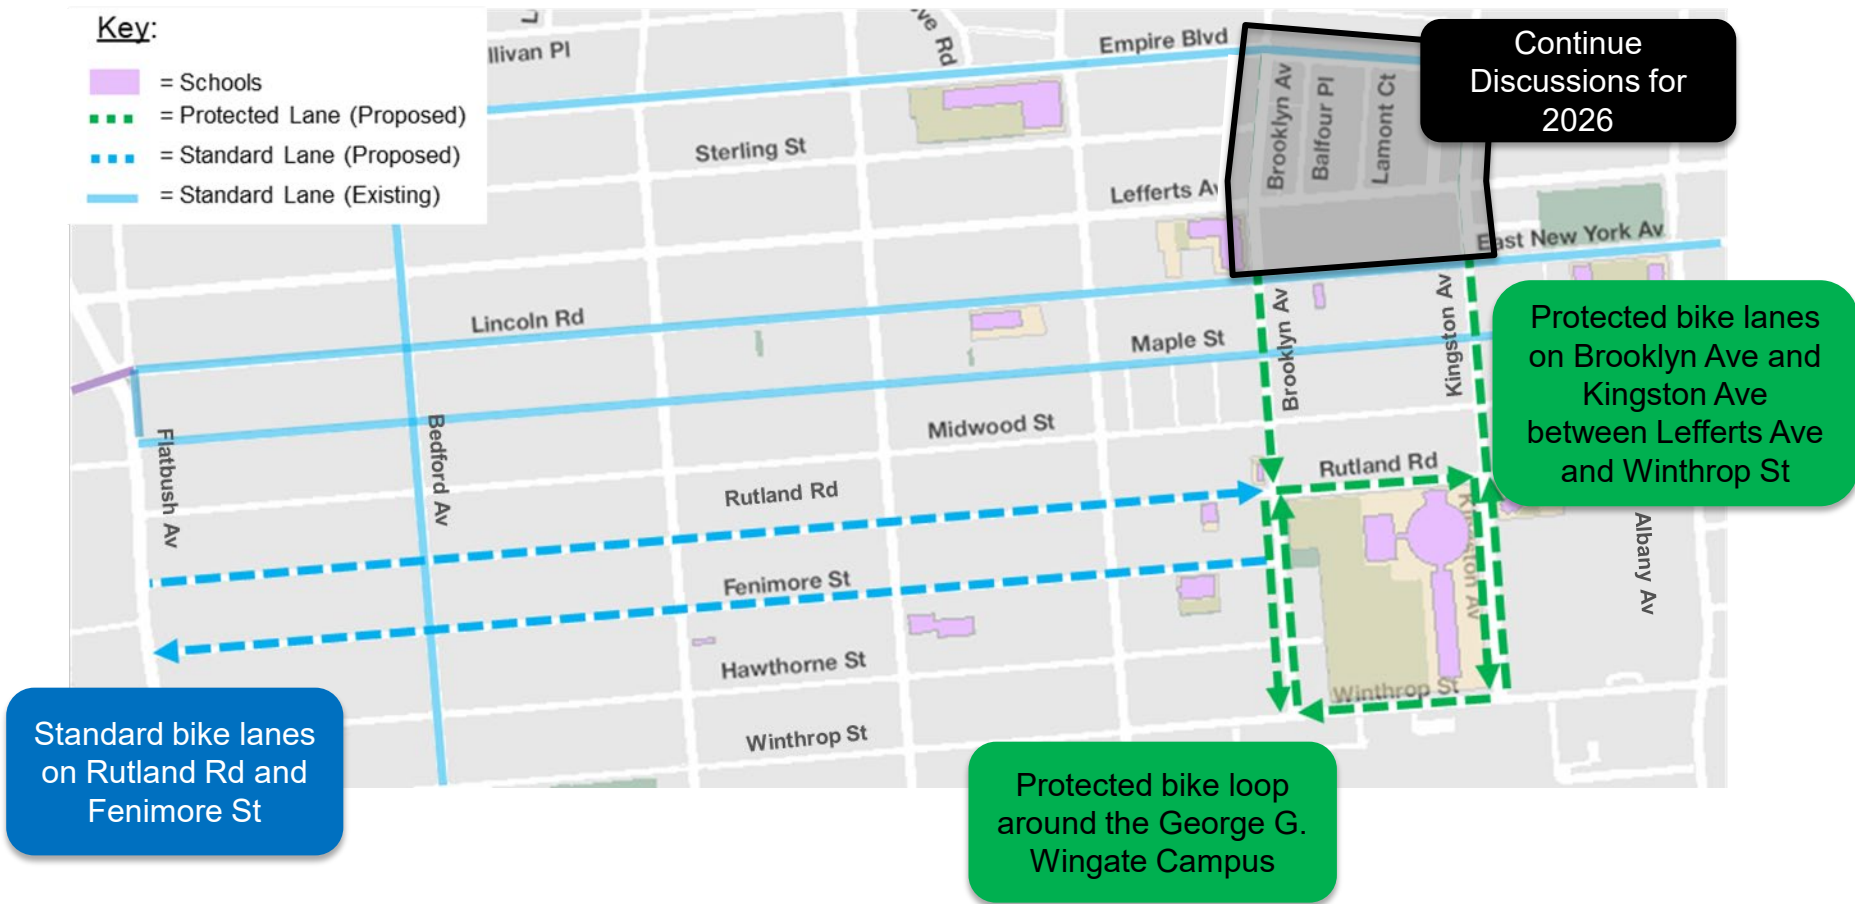 Key:
= Schools
= Protected Lane (Proposed)
= Standard Lane (Proposed)
= Standard Lane (Existing)
Empire Blvd
Continue
Discussions for
2026
Sterling St
Brooklyn Av
Balfour Pl
Lamont Ct
Lefferts Av
East New York Av
Lincoln Rd
Maple St
Brooklyn Av
Kingston Av
Protected bike lanes
on Brooklyn Ave and
Kingston Ave
between Lefferts Ave
and Winthrop St
Midwood St
Flatbush Av
Bedford Av
Rutland Rd
Rutland Rd
Kingston Av
Albany Av
Fenimore St
Hawthorne St
Winthrop St
Winthrop St
Standard bike lanes
on Rutland Rd and
Fenimore St
Protected bike loop
around the George G.
Wingate Campus